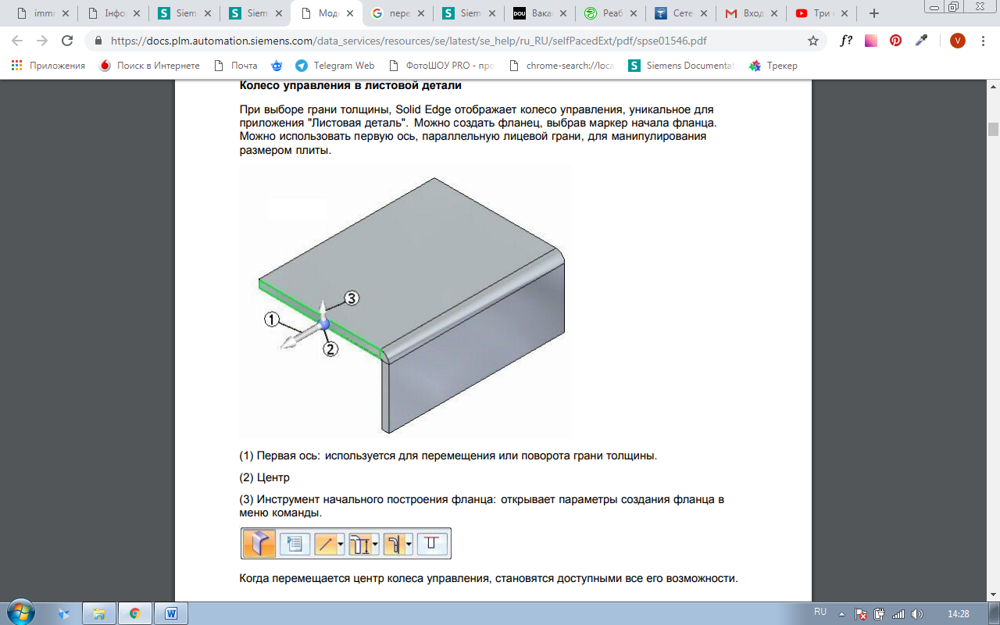 imm
Інфо
Siem
Siem
Мод
пере
Siem
DOU
Вака
Реаб
Сете
Вход
Три
https://docs.plm.automation.siemens.com/data_services/resources/se/latest/se_help/ru_RU/selfPacedExt/pdf/spse01546.pdf
f?
V
Приложения
Поиск в Интернете
Почта
Telegram Web
ФотоШОУ PRO - про
chrome-search://loca
Siemens Documentat
Трекер
Колесо управления в листовой детали
При выборе грани толщины, Solid Edge отображает колесо управления, уникальное для
приложения "Листовая деталь". Можно создать фланец, выбрав маркер начала фланца.
Можно использовать первую ось, параллельную лицевой грани, для манипулирования
размером плиты.
3
1
2
(1) Первая ось: используется для перемещения или поворота грани толщины.
(2) Центр
(3) Инструмент начального построения фланца: открывает параметры создания фланца в
меню команды.
Когда перемещается центр колеса управления, становятся доступными все его возможности.
RU
14:28